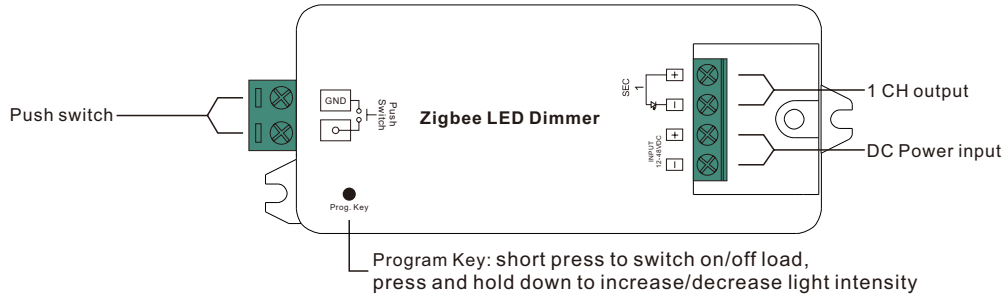 Push switch
GND
Push
Switch
Zigbee LED Dimmer
SEC
1
+
−
INPUT
12-48VDC
+
−
1 CH output
DC Power input
Prog. Key
Program Key: short press to switch on/off load,
press and hold down to increase/decrease light intensity